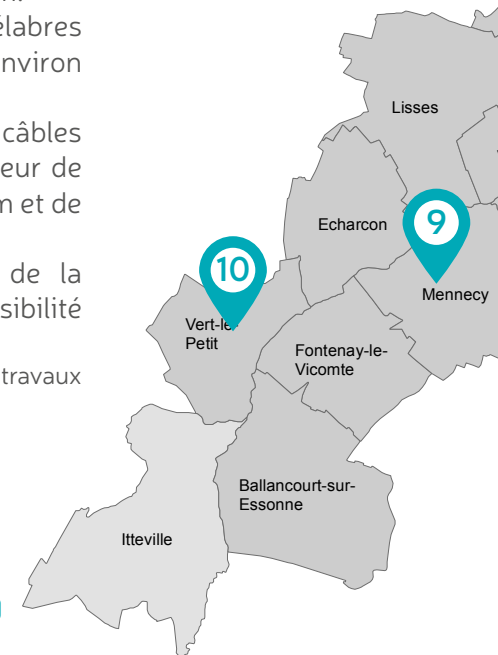 élabres
environ
câbles
eur de
m et de
de la
sibilité
travaux
Lisses
Echarcon
9
Mennecy
10
Vert-le-
Petit
Fontenay-le-
Vicomte
Ballancourt-sur-
Essonne
Itteville